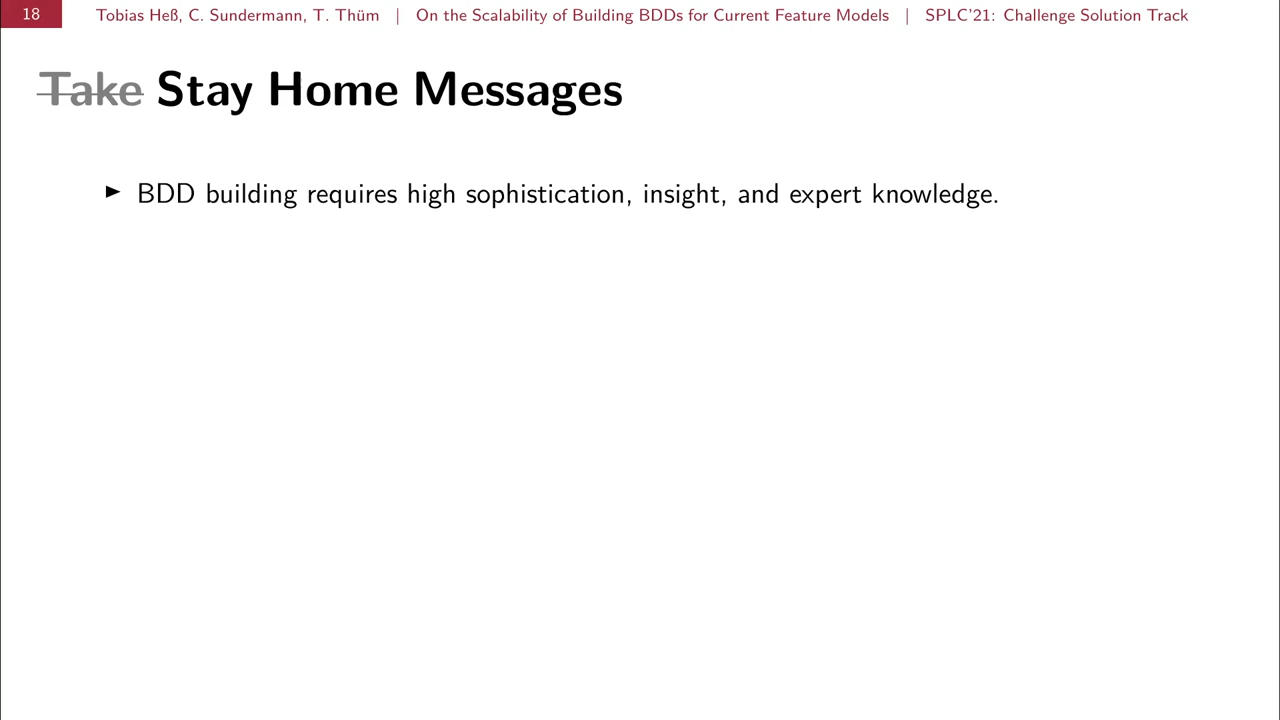 18 Tobias Heß, C. Sundermann, T. Thüm | On the Scalability of Building BDDs for Current Feature Models | SPLC'21: Challenge Solution Track
Take Stay Home Messages
► BDD building requires high sophistication, insight, and expert knowledge.